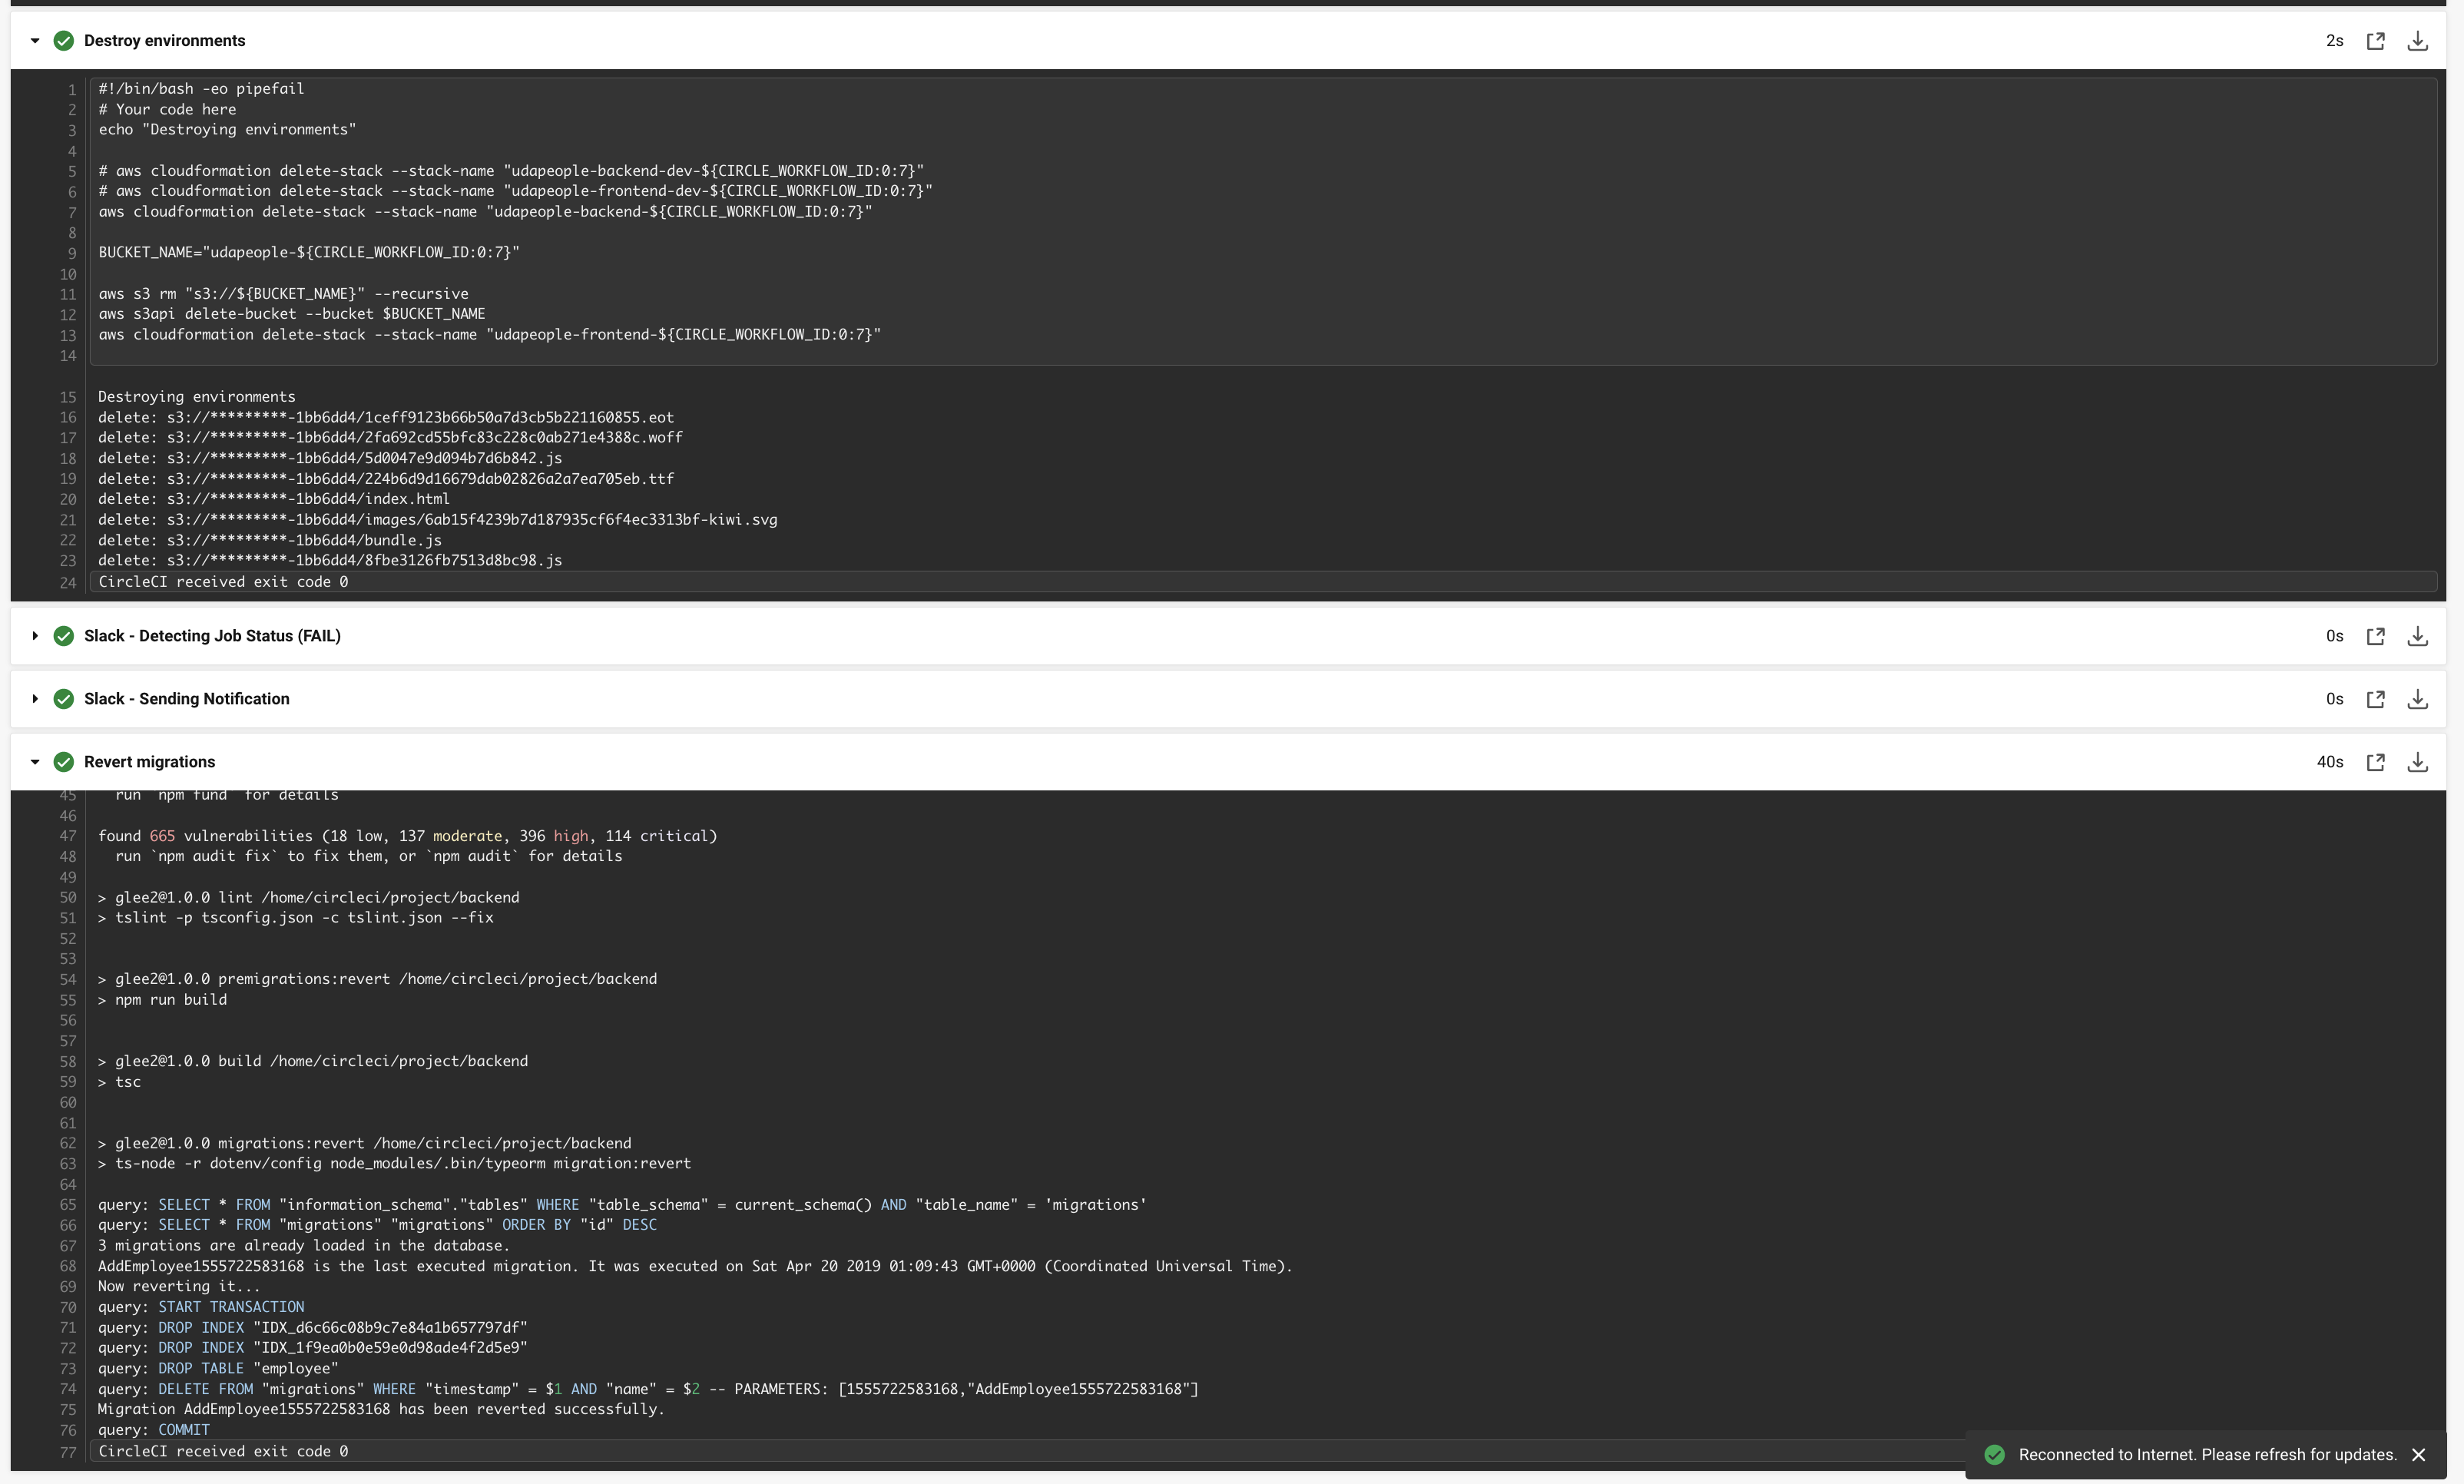 Destroy environments
2s
1 #!/bin/bash -eo pipefail
2 # Your code here
3 echo "Destroying environments"
4
5 # aws cloudformation delete-stack --stack-name "udapeople-backend-dev-${CIRCLE_WORKFLOW_ID:0:7}"
6 # aws cloudformation delete-stack --stack-name "udapeople-frontend-dev-${CIRCLE_WORKFLOW_ID:0:7}"
7 aws cloudformation delete-stack --stack-name "udapeople-backend-${CIRCLE_WORKFLOW_ID:0:7}"
8
9 BUCKET_NAME="udapeople-${CIRCLE_WORKFLOW_ID:0:7}"
10
11 aws s3 rm "s3://${BUCKET_NAME}" --recursive
12 aws s3api delete-bucket --bucket $BUCKET_NAME
13 aws cloudformation delete-stack --stack-name "udapeople-frontend-${CIRCLE_WORKFLOW_ID:0:7}"
14
15 Destroying environments
16 delete: s3://*********-1bb6dd4/1ceff9123b66b50a7d3cb5b221160855.eot
17 delete: s3://*********-1bb6dd4/2fa692cd55bfc83c228c0ab271e4388c.woff
18 delete: s3://*********-1bb6dd4/5d0047e9d094b7d6b842.js
19 delete: s3://*********-1bb6dd4/224b6d9d16679dab02826a2a7ea705eb.ttf
20 delete: s3://*********-1bb6dd4/index.html
21 delete: s3://*********-1bb6dd4/images/6ab15f4239b7d187935cf6f4ec3313bf-kiwi.svg
22 delete: s3://*********-1bb6dd4/bundle.js
23 delete: s3://*********-1bb6dd4/8fbe3126fb7513d8bc98.js
24 CircleCI received exit code 0
Slack - Detecting Job Status (FAIL)
0s
Slack - Sending Notification
0s
Revert migrations
40s
45 run `npm fund` for details
46
47 found 665 vulnerabilities (18 low, 137 moderate, 396 high, 114 critical)
48 run `npm audit fix` to fix them, or `npm audit` for details
49
50 > glee2@1.0.0 lint /home/circleci/project/backend
51 > tslint -p tsconfig.json -c tslint.json --fix
52
53
54 > glee2@1.0.0 premigrations:revert /home/circleci/project/backend
55 > npm run build
56
57
58 > glee2@1.0.0 build /home/circleci/project/backend
59 > tsc
60
61
62 > glee2@1.0.0 migrations:revert /home/circleci/project/backend
63 > ts-node -r dotenv/config node_modules/.bin/typeorm migration:revert
64
65 query: SELECT * FROM "information_schema"."tables" WHERE "table_schema" = current_schema() AND "table_name" = 'migrations'
66 query: SELECT * FROM "migrations" "migrations" ORDER BY "id" DESC
67 3 migrations are already loaded in the database.
68 AddEmployee1555722583168 is the last executed migration. It was executed on Sat Apr 20 2019 01:09:43 GMT+0000 (Coordinated Universal Time).
69 Now reverting it...
70 query: START TRANSACTION
71 query: DROP INDEX "IDX_d6c66c08b9c7e84a1b657797df"
72 query: DROP INDEX "IDX_1f9ea0b0e59e0d98ade4f2d5e9"
73 query: DROP TABLE "employee"
74 query: DELETE FROM "migrations" WHERE "timestamp" = $1 AND "name" = $2 -- PARAMETERS: [1555722583168,"AddEmployee1555722583168"]
75 Migration AddEmployee1555722583168 has been reverted successfully.
76 query: COMMIT
77 CircleCI received exit code 0
Reconnected to Internet. Please refresh for updates.